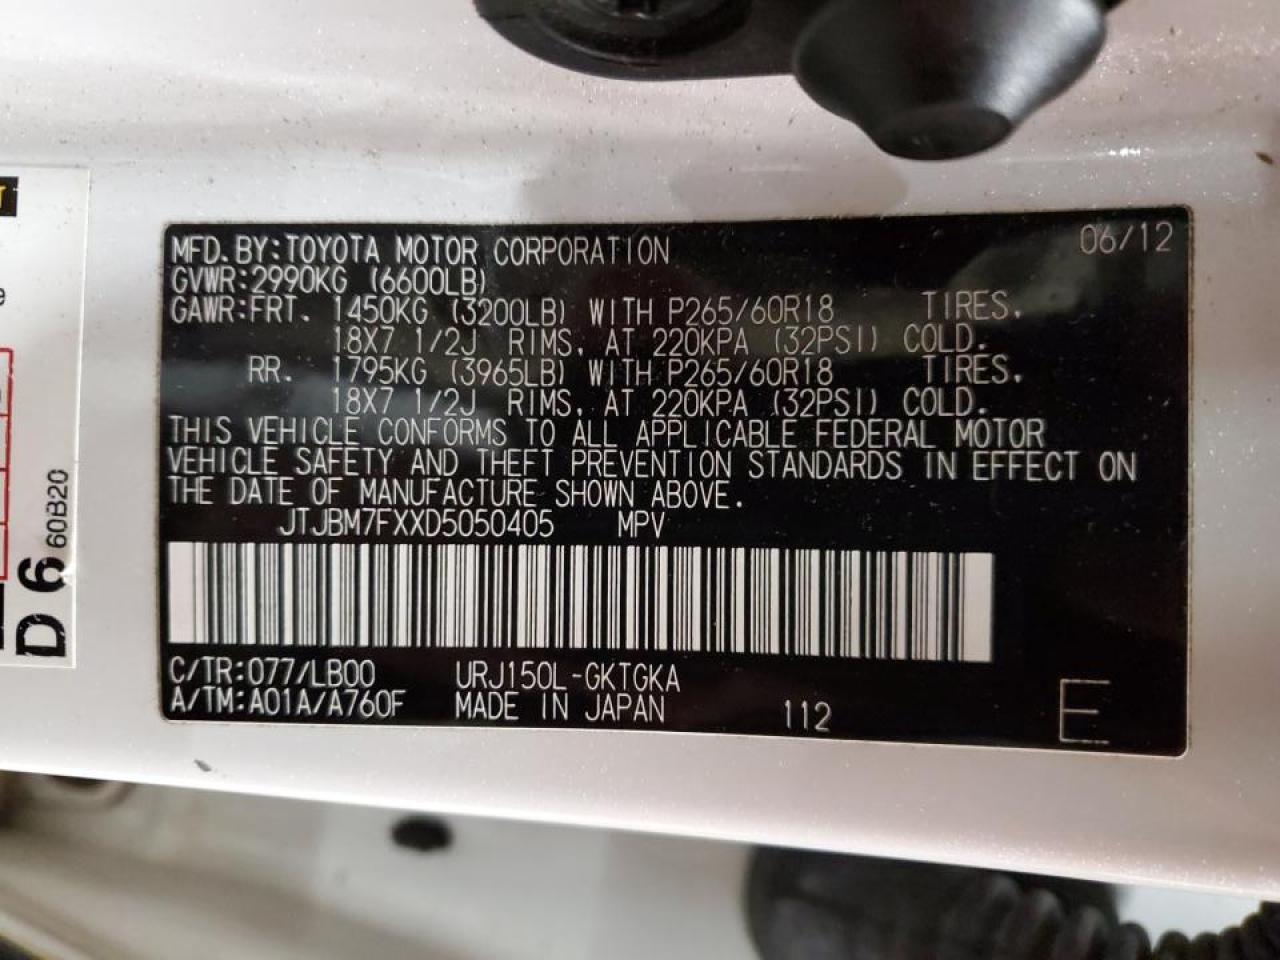 MFD. BY: TOYOTA MOTOR CORPORATION 06/12
GVWR: 2990KG (6600LB)
GAWR: FRT. 1450KG (3200LB) WITH P265/60R18 TIRES,
18X7 1/2J RIMS, AT 220KPA (32PSI) COLD.
RR. 1795KG (3965LB) WITH P265/60R18 TIRES,
18X7 1/2J RIMS, AT 220KPA (32PSI) COLD.
THIS VEHICLE CONFORMS TO ALL APPLICABLE FEDERAL MOTOR
VEHICLE SAFETY AND THEFT PREVENTION STANDARDS IN EFFECT ON
THE DATE OF MANUFACTURE SHOWN ABOVE.
JTJBM7FXXD5050405 MPV
C/TR: 077/LB00 URJ150L-GKTGKA
A/TM: A01A/A760F MADE IN JAPAN 112 E
D 6 60B20